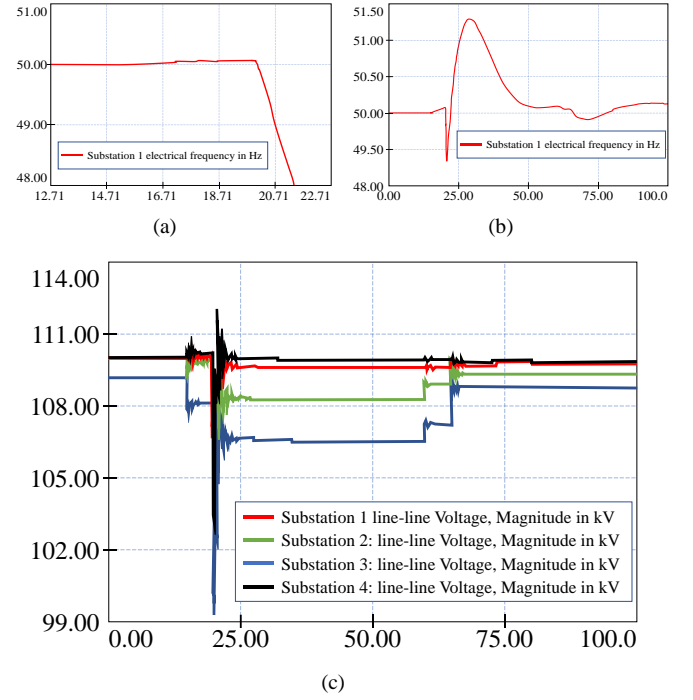 51.00
50.00
49.00
48.00
Substation 1 electrical frequency in Hz
12.71 14.71 16.71 18.71 20.71 22.71
(a)
51.50
51.00
50.50
50.00
49.50
48.00
Substation 1 electrical frequency in Hz
0.00 25.00 50.00 75.00 100.0
(b)
114.00
111.00
108.00
105.00
102.00
99.00
Substation 1 line-line Voltage, Magnitude in kV
Substation 2: line-line Voltage, Magnitude in kV
Substation 3: line-line Voltage, Magnitude in kV
Substation 4: line-line Voltage, Magnitude in kV
0.00 25.00 50.00 75.00 100.0
(c)